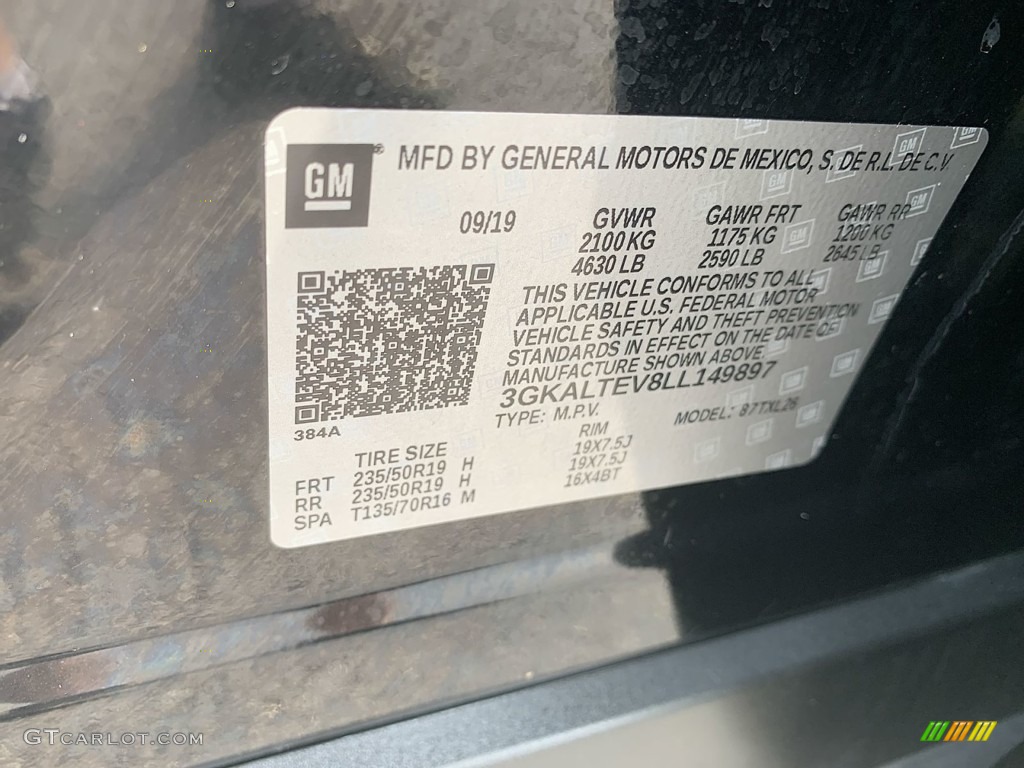 GM® MFD BY GENERAL MOTORS DE MEXICO, S. DE R.L. DE C.V.
09/19 GVWR GAWR FRT GAWR RR
2100 KG 1175 KG 1200 KG
4630 LB 2590 LB 2645 LB
THIS VEHICLE CONFORMS TO ALL
APPLICABLE U.S. FEDERAL MOTOR
VEHICLE SAFETY AND THEFT PREVENTION
STANDARDS IN EFFECT ON THE DATE OF
MANUFACTURE SHOWN ABOVE.
3GKALTEV8LL149897
TYPE: M.P.V. MODEL: 87TXL26
384A
TIRE SIZE RIM
FRT 235/50R19 H 19X7.5J
RR 235/50R19 H 19X7.5J
SPA T135/70R16 M 16X4BT
GTCARLOT.COM